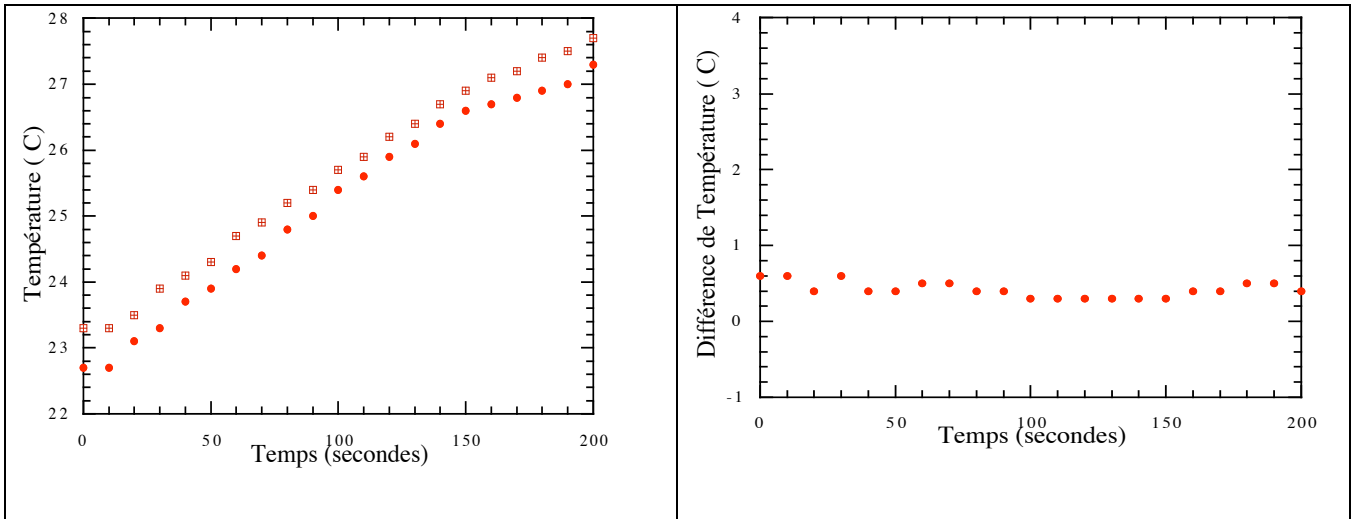 28
27
26
25
24
23
22
Température ( C)
0 50 100 150 200
Temps (secondes)
4
3
2
1
0
-1
Différence de Température ( C)
0 50 100 150 200
Temps (secondes)